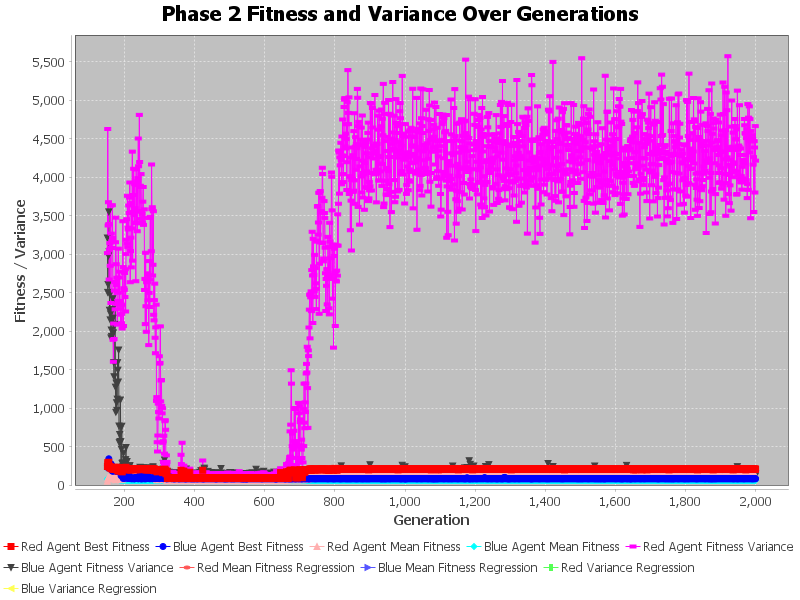 Phase 2 Fitness and Variance Over Generations
Fitness / Variance
5,500
5,000
4,500
4,000
3,500
3,000
2,500
2,000
1,500
1,000
500
0
200 400 600 800 1,000 1,200 1,400 1,600 1,800 2,000
Generation
Red Agent Best Fitness Blue Agent Best Fitness Red Agent Mean Fitness Blue Agent Mean Fitness Red Agent Fitness Variance
Blue Agent Fitness Variance Red Mean Fitness Regression Blue Mean Fitness Regression Red Variance Regression
Blue Variance Regression